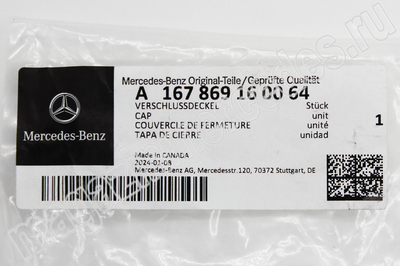 Mercedes-Benz Original-Teile/Geprüfte Qualität
A 167 869 16 00 64
VERSCHLUSSDECKEL Stück
CAP unit
COUVERCLE DE FERMETURE unité
TAPA DE CIERRE unidad
1
Mercedes-Benz
Made in CANADA
2024-02-08
Mercedes-Benz AG, Mercedesstr.120, 70372 Stuttgart, DE